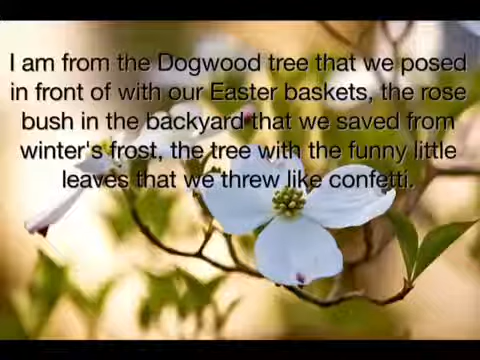 I am from the Dogwood tree that we posed
in front of with our Easter baskets, the rose
bush in the backyard that we saved from
winter's frost, the tree with the funny little
leaves that we threw like confetti.